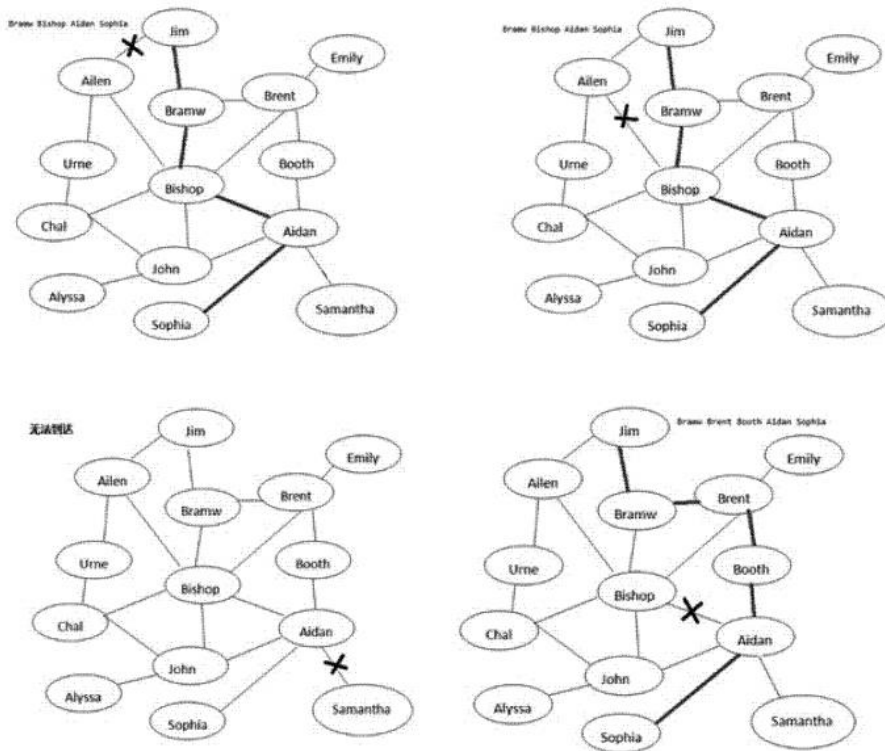 Bramw Bishop Aidan Sophia
Jim
Emily
Ailen
Brent
Bramw
Urne
Booth
Bishop
Chal
Aidan
John
Alyssa
Samantha
Sophia
Bramw Bishop Aidan Sophia
Jim
Emily
Ailen
Brent
Bramw
Urne
Booth
Bishop
Chal
Aidan
John
Alyssa
Samantha
Sophia
无法到达
Jim
Emily
Ailen
Brent
Bramw
Urne
Booth
Bishop
Chal
Aidan
John
Alyssa
Samantha
Sophia
Bramw Brent Booth Aidan Sophia
Jim
Emily
Ailen
Brent
Bramw
Urne
Booth
Bishop
Chal
Aidan
John
Alyssa
Samantha
Sophia